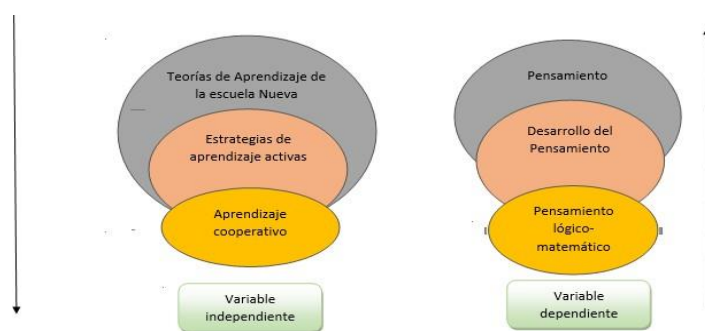 Teorías de Aprendizaje de
la escuela Nueva
Estrategias de
aprendizaje activas
Aprendizaje
cooperativo
Variable
independiente
Pensamiento
Desarrollo del
Pensamiento
Pensamiento
lógico-
matemático
Variable
dependiente